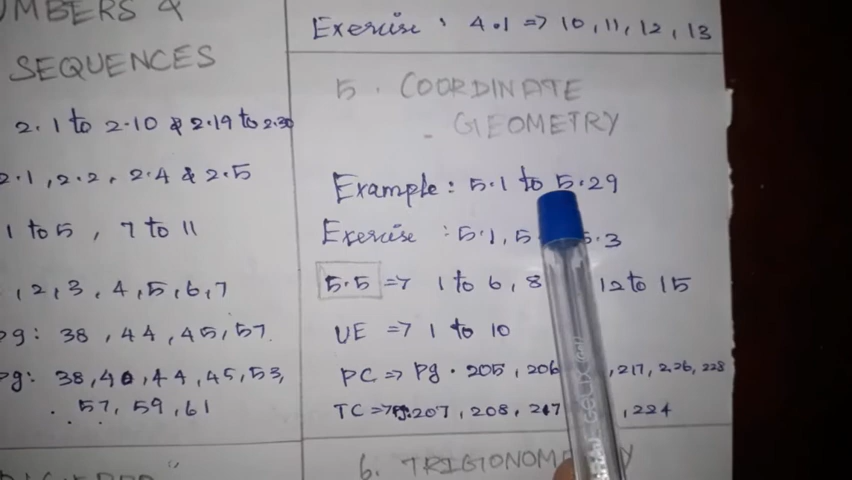 UMBERS &
SEQUENCES
2.1 to 2.10 & 2.19 to 2.30
2.1, 2.2, 2.4 & 2.5
1 to 5, 7 to 11
, 2, 3, 4, 5, 6, 7
pg: 38, 44, 45, 57
pg: 38, 40, 44, 45, 53,
57, 59, 61
Exercise : 4.1 => 10, 11, 12, 13
5. COORDINATE
- GEOMETRY
Example : 5.1 to 5.29
Exercise : 5.1, 5 5.3
5.5 => 1 to 6, 8 12 to 15
UE => 1 to 10
PC => Pg. 205, 206 , 217, 226, 228
TC => 207, 208, , 224
6. TRIGTONOM Y